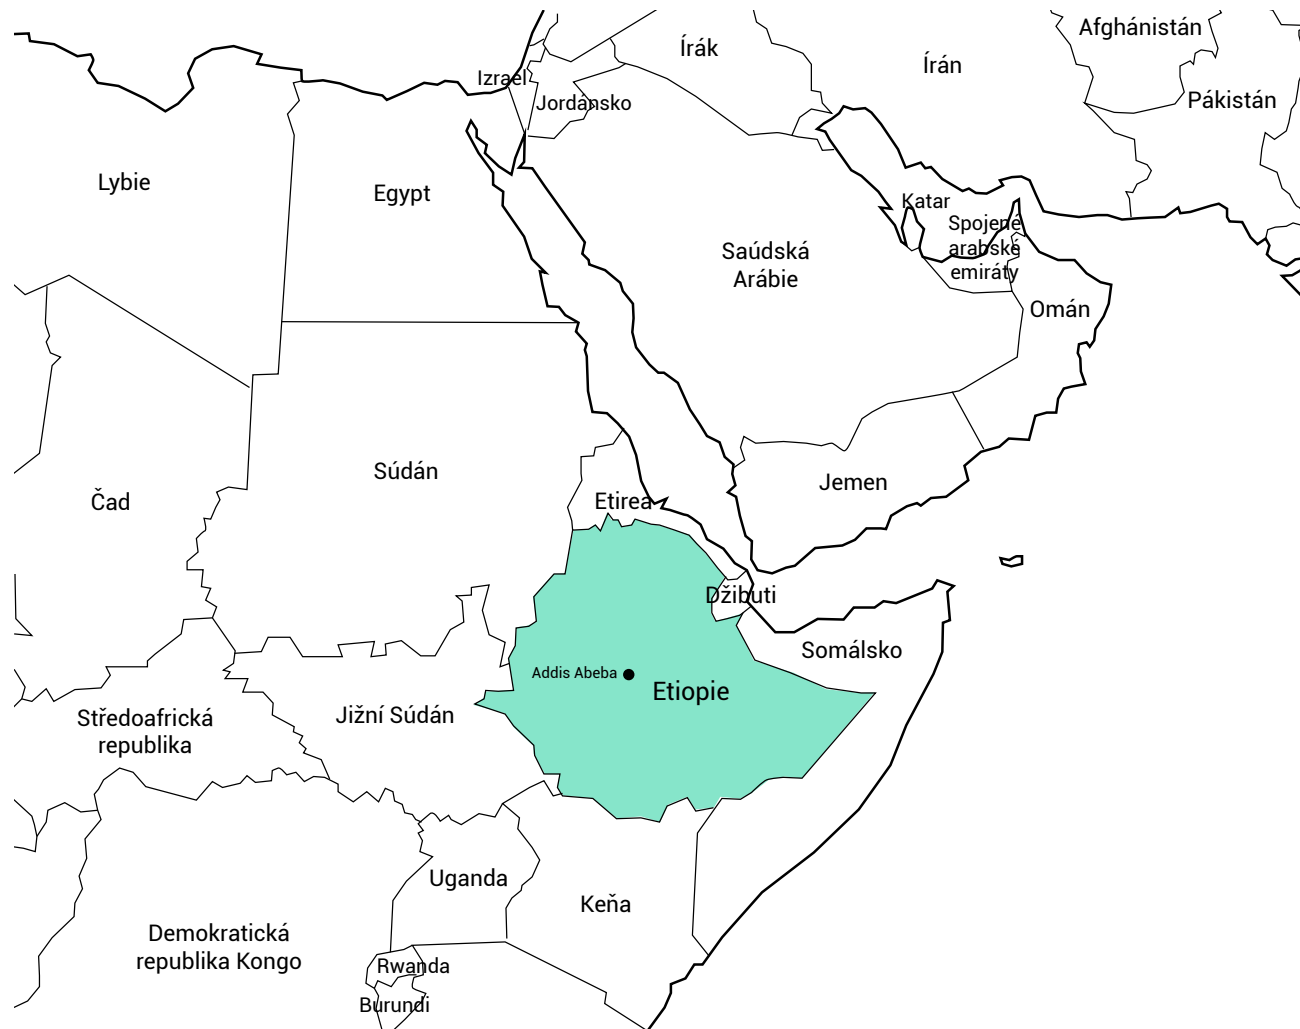 Afghánistán
Írák
Írán
Izrael
Jordánsko
Pákistán
Lybie
Egypt
Katar
Spojené
arabské
emiráty
Saúdská
Arábie
Omán
Súdán
Jemen
Čad
Etirea
Džibuti
Somálsko
Addis Abeba
Etiopie
Středoafrická
republika
Jižní Súdán
Uganda
Keňa
Demokratická
republika Kongo
Rwanda
Burundi